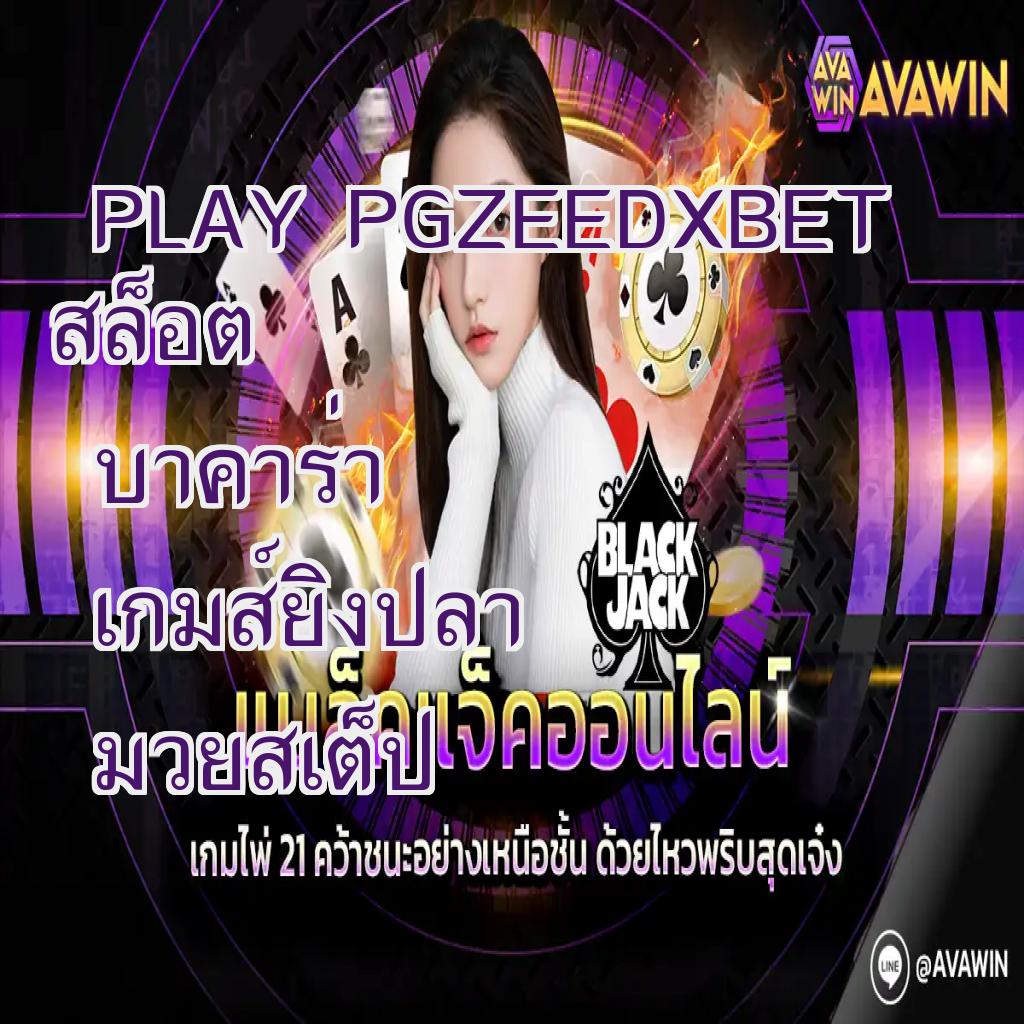 AVA
WIN
AVAWIN
PLAY PGZEEDXBET
สล็อต
A
บาคาร่า
เกมส์ยิงปลา
BLACK
JACK
แจ็คออนไลน์
มวยสเต็ป
เกมไพ่ 21 คว้าชนะอย่างเหนือชั้น ด้วยไหวพริบสุดเจ๋ง
LINE
@AVAWIN